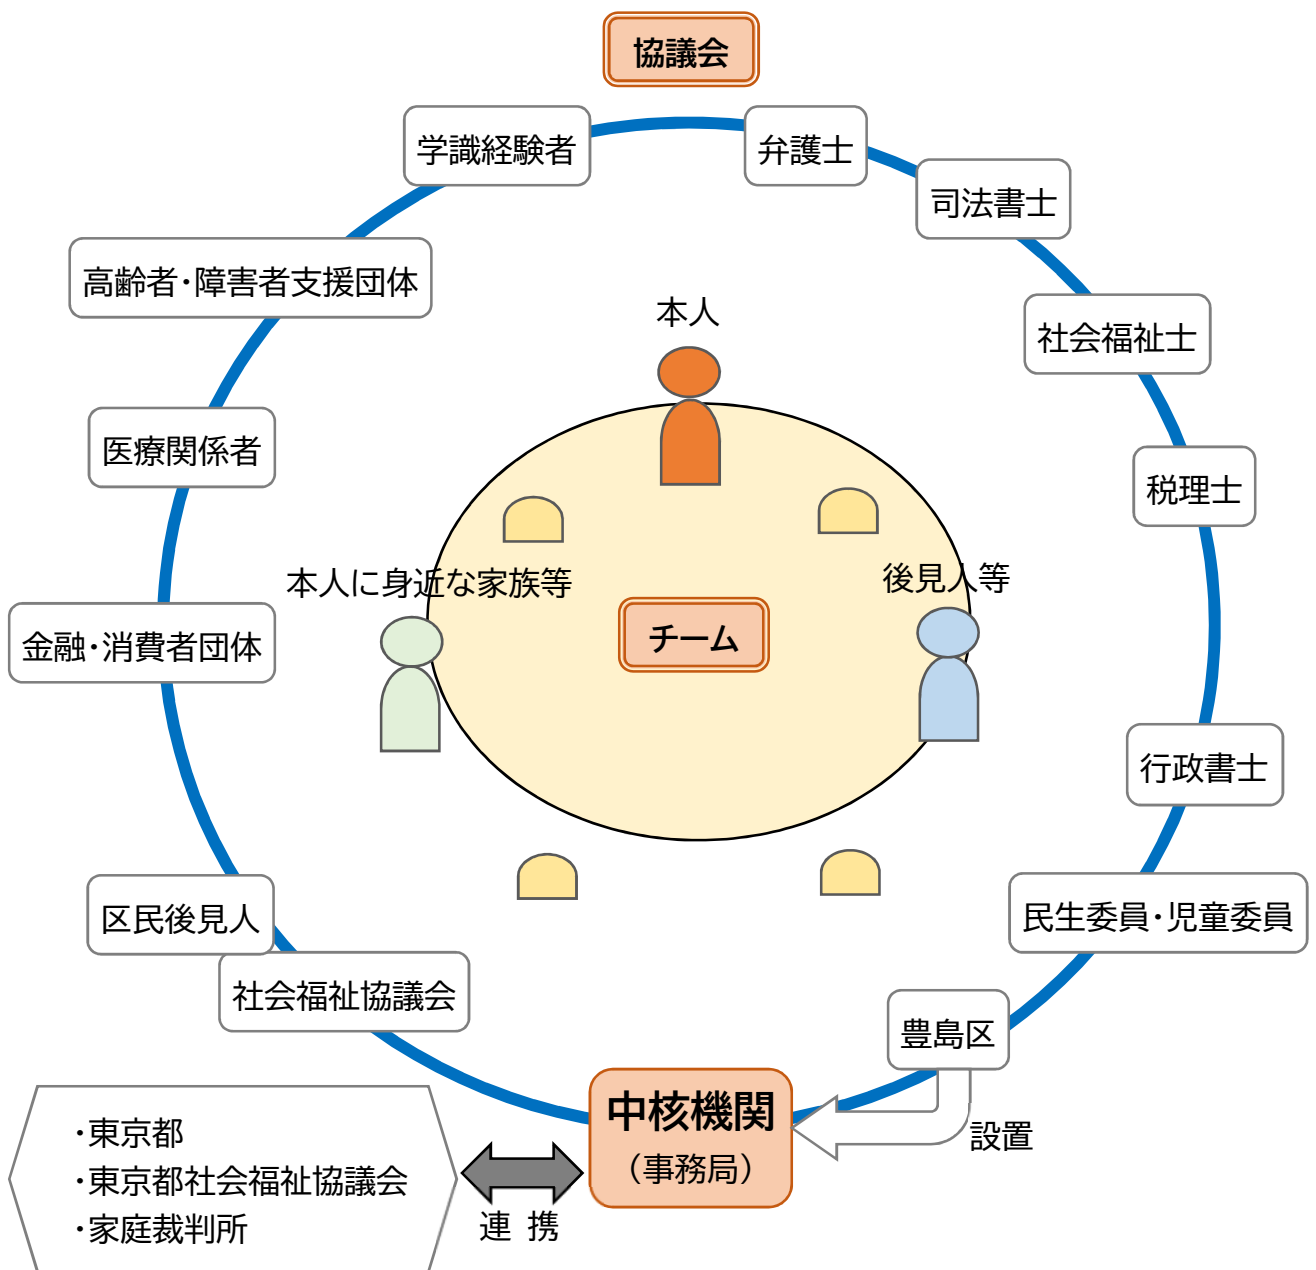 協議会
学識経験者
弁護士
司法書士
高齢者・障害者支援団体
本人
社会福祉士
医療関係者
税理士
本人に身近な家族等
後見人等
チーム
金融・消費者団体
行政書士
区民後見人
民生委員・児童委員
社会福祉協議会
豊島区
中核機関
（事務局）
設置
・東京都
・東京都社会福祉協議会
・家庭裁判所
連 携